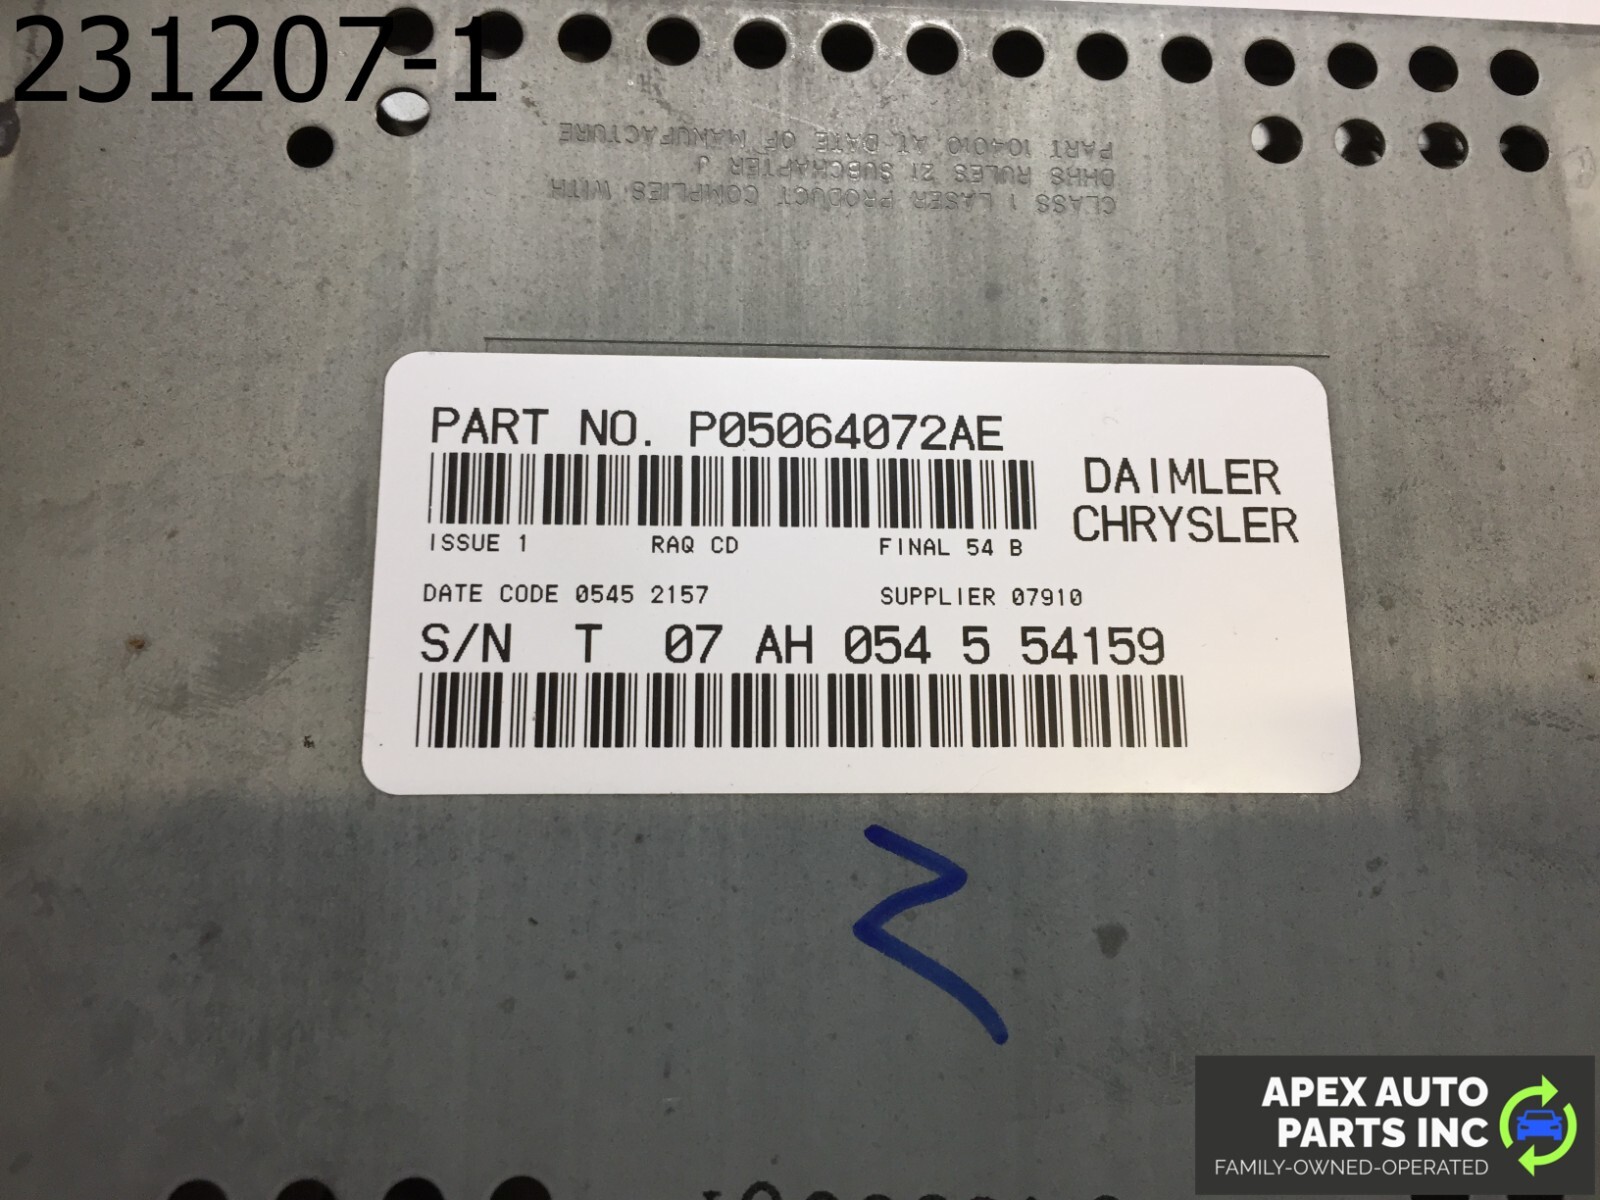 231207-1
PART 104010 AT DATE OF MANUFACTURE
DHHS RULES 21 SUBCHAPTER J
CLASS 1 LASER PRODUCT COMPLIES WITH
PART NO. P05064072AE
DAIMLER
CHRYSLER
ISSUE 1 RAQ CD FINAL 54 B
DATE CODE 0545 2157 SUPPLIER 07910
S/N T 07 AH 054 5 54159
APEX AUTO
PARTS INC
FAMILY-OWNED-OPERATED